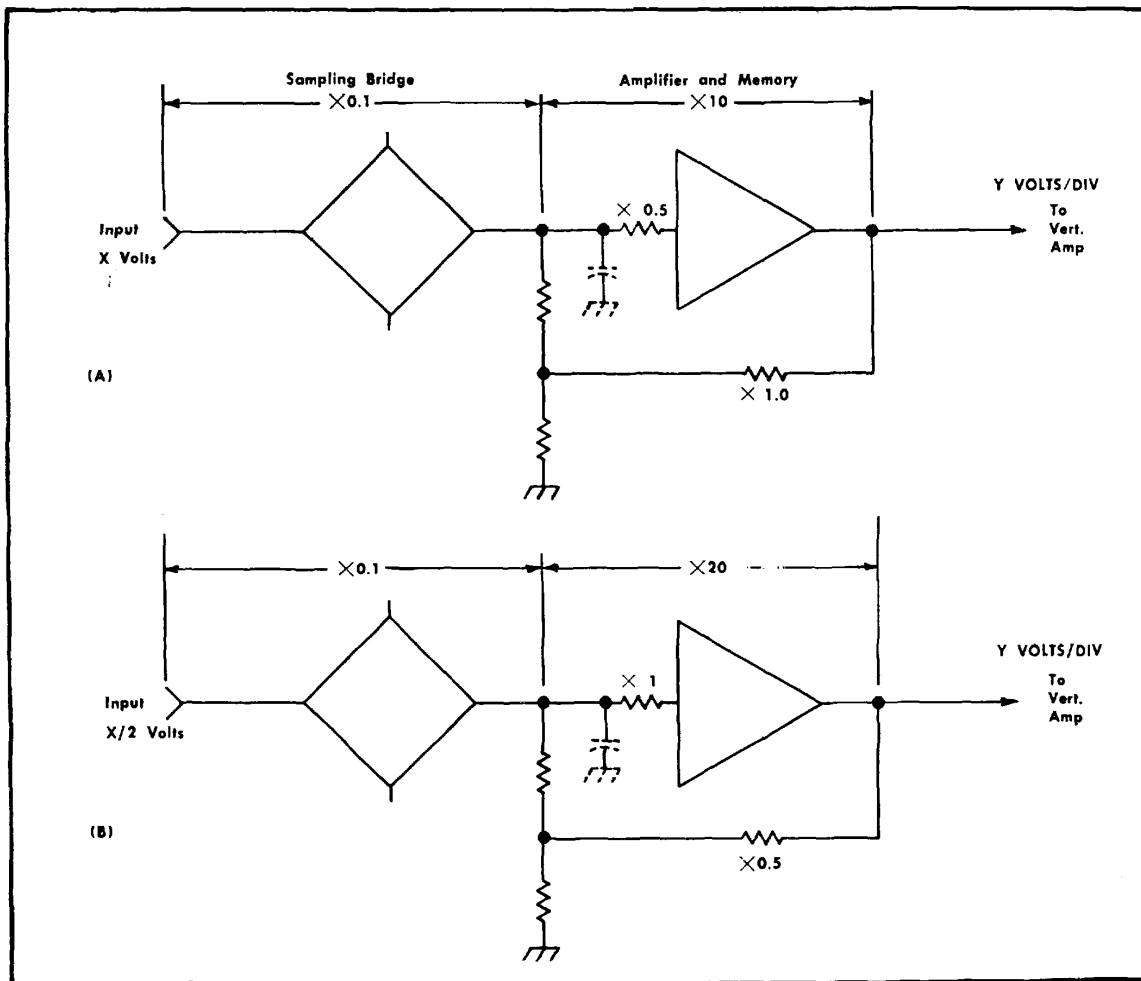 Sampling Bridge
Amplifier and Memory
×0.1
×10
Y VOLTS/DIV
To
Vert.
Amp
× 0.5
Input
X Volts
(A)
× 1.0
×0.1
×20
Y VOLTS/DIV
To
Vert.
Amp
× 1
Input
X/2 Volts
(B)
×0.5